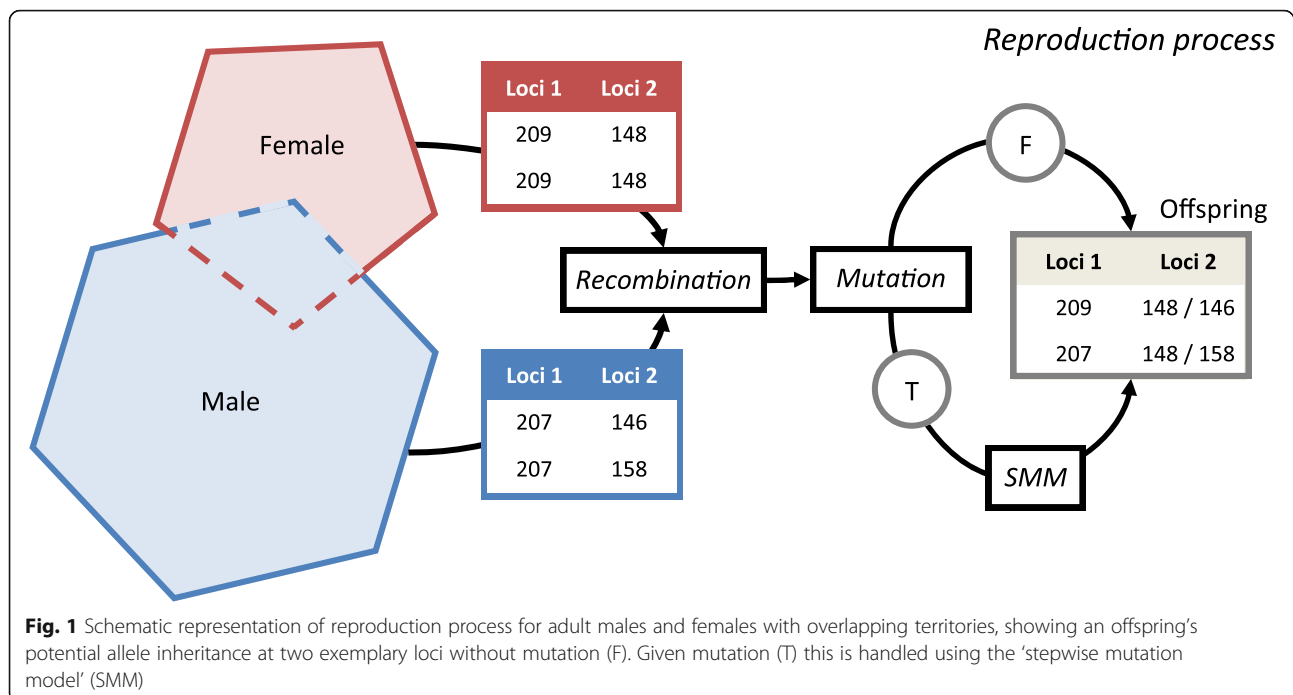 Reproduction process
Female
Loci 1 Loci 2
209 148
209 148
Recombination
Mutation
F
T
SMM
Offspring
Loci 1 Loci 2
209 148 / 146
207 148 / 158
Male
Loci 1 Loci 2
207 146
207 158
Fig. 1 Schematic representation of reproduction process for adult males and females with overlapping territories, showing an offspring's
potential allele inheritance at two exemplary loci without mutation (F). Given mutation (T) this is handled using the 'stepwise mutation
model' (SMM)